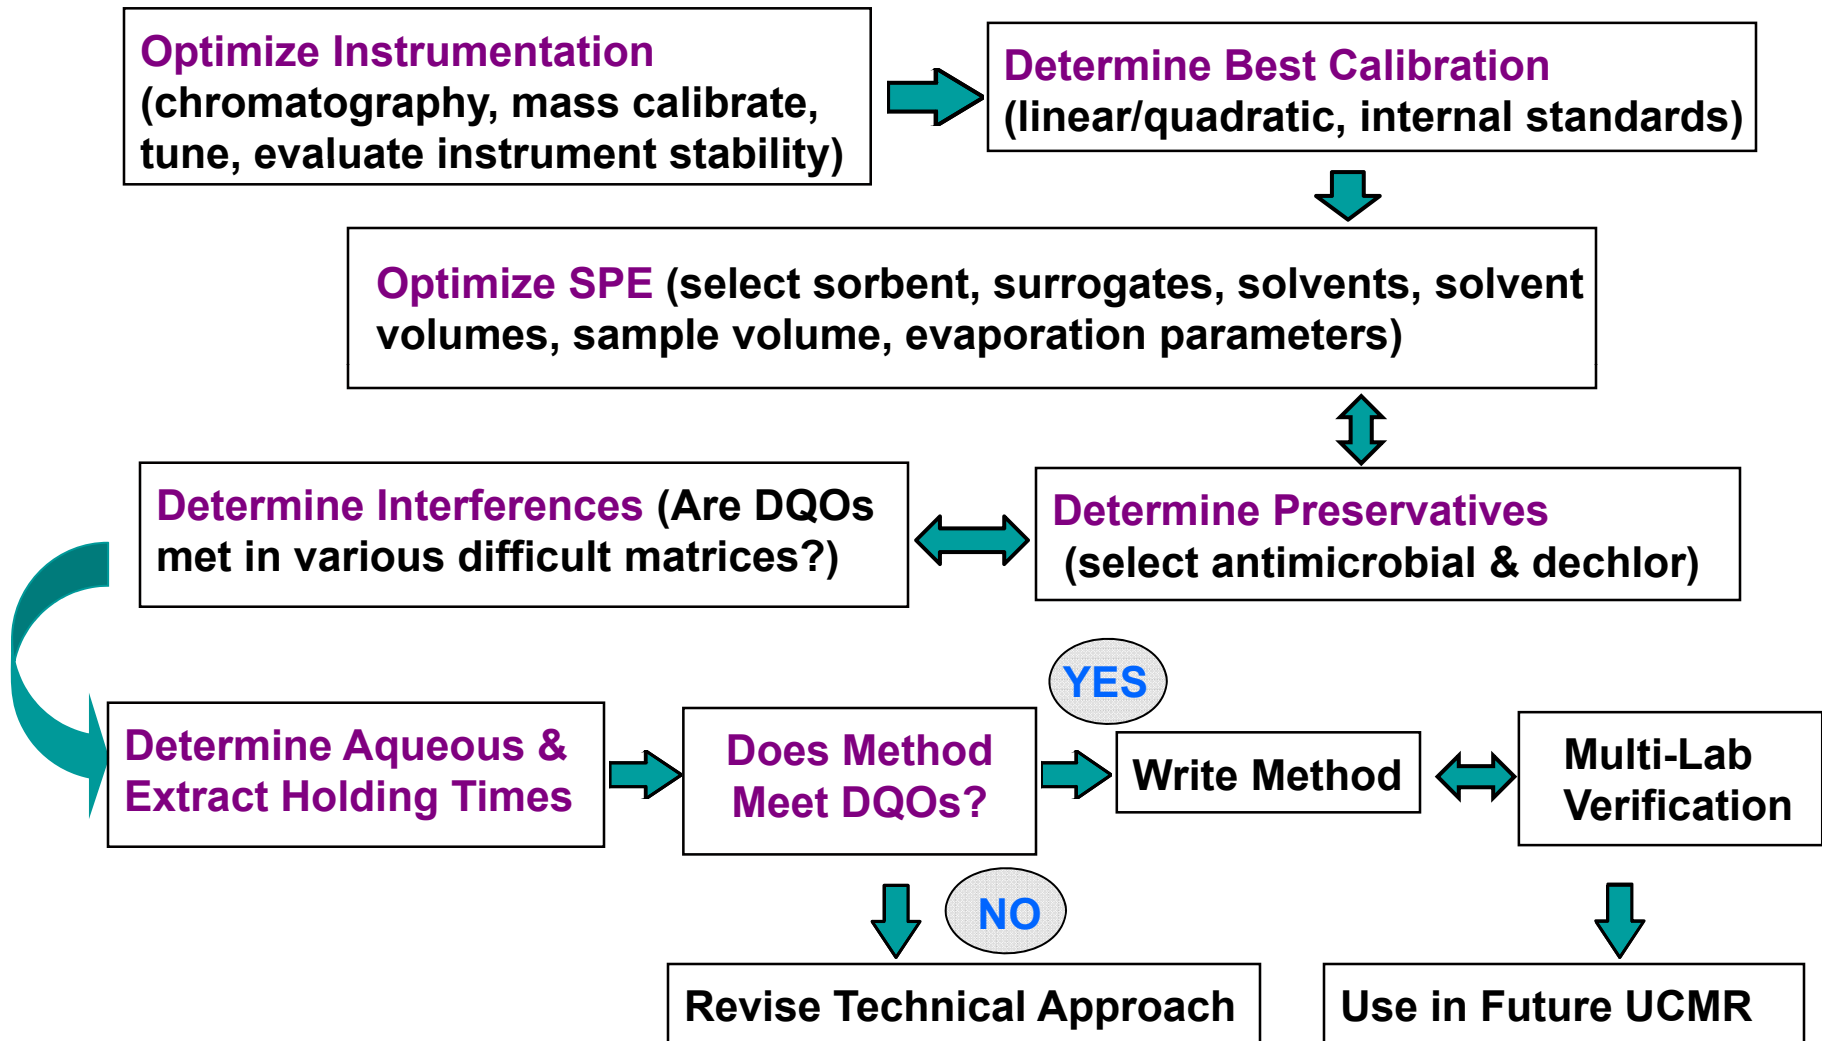 Optimize Instrumentation
(chromatography, mass calibrate,
tune, evaluate instrument stability)
Determine Best Calibration
(linear/quadratic, internal standards)
Optimize SPE (select sorbent, surrogates, solvents, solvent
volumes, sample volume, evaporation parameters)
Determine Interferences (Are DQOs
met in various difficult matrices?)
Determine Preservatives
(select antimicrobial & dechlor)
Determine Aqueous &
Extract Holding Times
Does Method
Meet DQOs?
YES
Write Method
Multi-Lab
Verification
NO
Revise Technical Approach
Use in Future UCMR